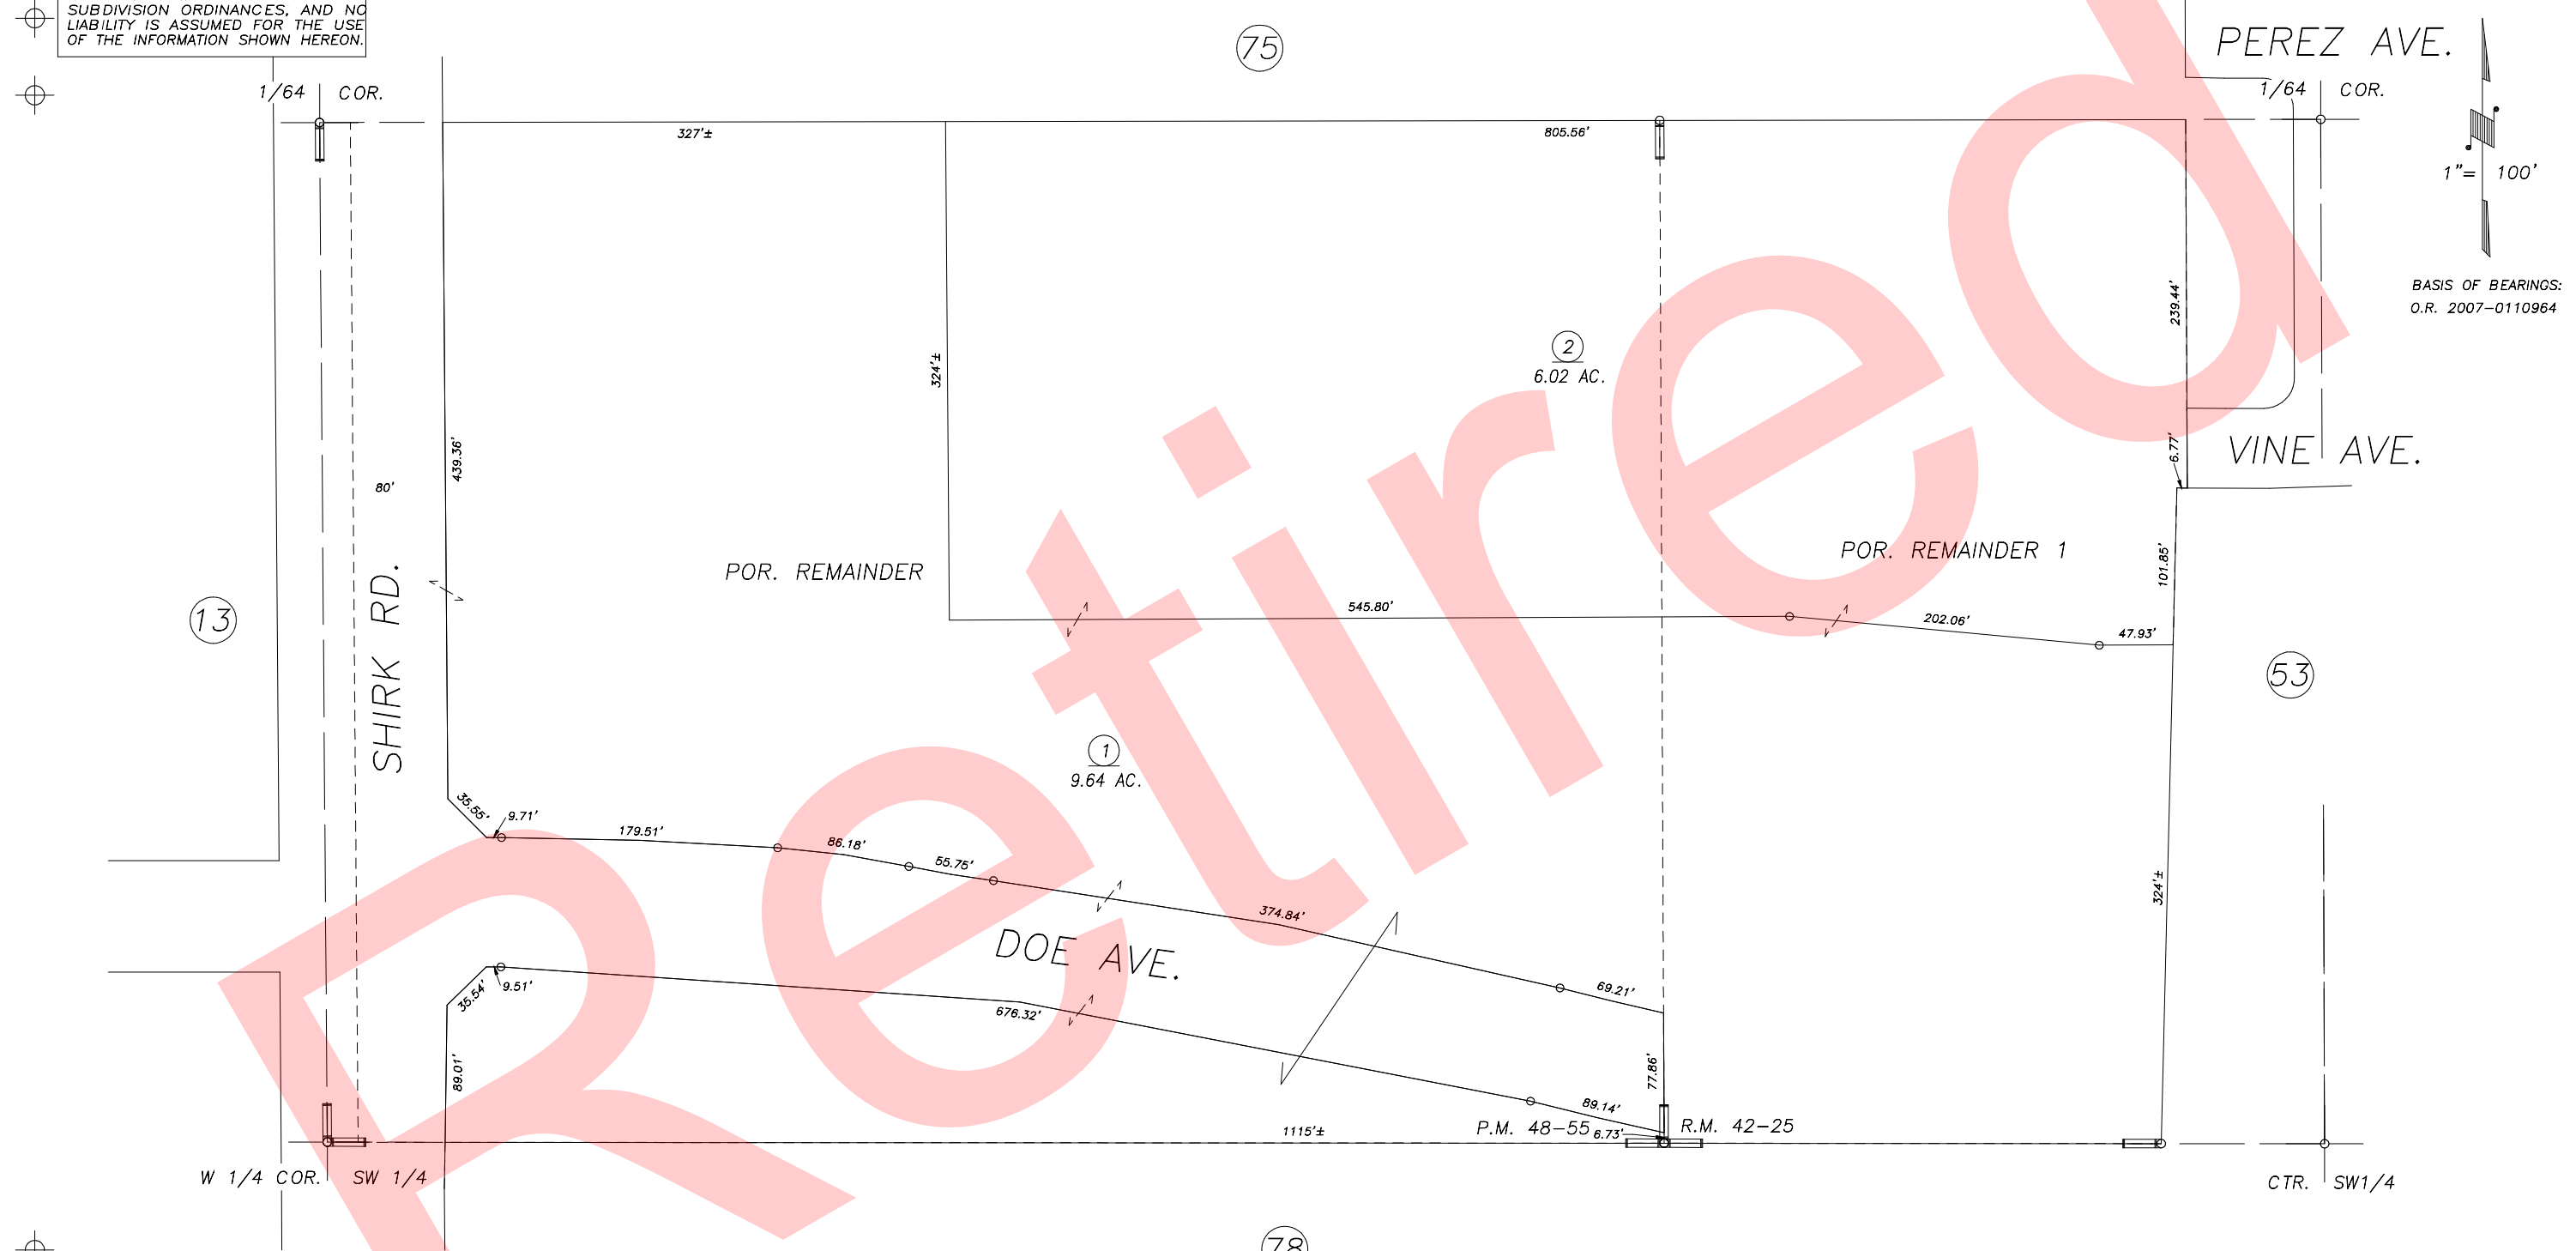 SUBDIVISION ORDINANCES, AND NO
LIABILITY IS ASSUMED FOR THE USE
OF THE INFORMATION SHOWN HEREON.
75
PEREZ AVE.
1/64 COR.
1/64 COR.
327'±
805.56'
1"= 100'
BASIS OF BEARINGS:
O.R. 2007-0110964
239.44'
2
6.02 AC.
324'±
439.36'
80'
6.77'
VINE AVE.
SHIRK RD.
POR. REMAINDER
POR. REMAINDER 1
101.85'
13
545.80'
202.06'
47.93'
53
1
9.64 AC.
35.55'
9.71'
179.51'
86.18'
55.75'
374.84'
324'±
DOE AVE.
69.21'
35.54'
9.51'
676.32'
89.01'
77.86'
89.14'
1115'±
P.M. 48-55
6.73'
R.M. 42-25
W 1/4 COR.
SW 1/4
CTR. SW1/4
78
Retired